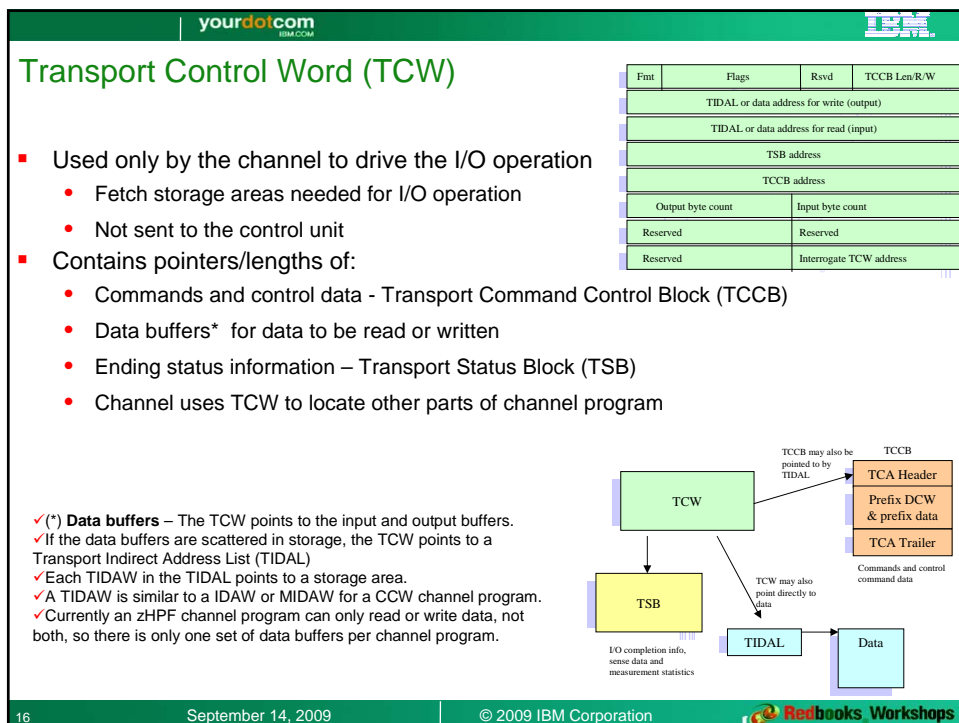 yourdotcom
IBM.COM
IBM
Transport Control Word (TCW)
Fmt
Flags
Rsvd
TCCB Len/R/W
TIDAL or data address for write (output)
TIDAL or data address for read (input)
TSB address
TCCB address
Output byte count
Input byte count
Reserved
Reserved
Reserved
Interrogate TCW address
Used only by the channel to drive the I/O operation
Fetch storage areas needed for I/O operation
Not sent to the control unit
Contains pointers/lengths of:
Commands and control data - Transport Command Control Block (TCCB)
Data buffers* for data to be read or written
Ending status information – Transport Status Block (TSB)
Channel uses TCW to locate other parts of channel program
✓(*) Data buffers – The TCW points to the input and output buffers.
✓If the data buffers are scattered in storage, the TCW points to a
Transport Indirect Address List (TIDAL)
✓Each TIDAW in the TIDAL points to a storage area.
✓A TIDAW is similar to a IDAW or MIDAW for a CCW channel program.
✓Currently an zHPF channel program can only read or write data, not
both, so there is only one set of data buffers per channel program.
TCW
TCCB may also be
pointed to by
TIDAL
TCCB
TCA Header
Prefix DCW
& prefix data
TCA Trailer
Commands and control
command data
TSB
I/O completion info,
sense data and
measurement statistics
TCW may also
point directly to
data
TIDAL
Data
16
September 14, 2009
© 2009 IBM Corporation
Redbooks Workshops